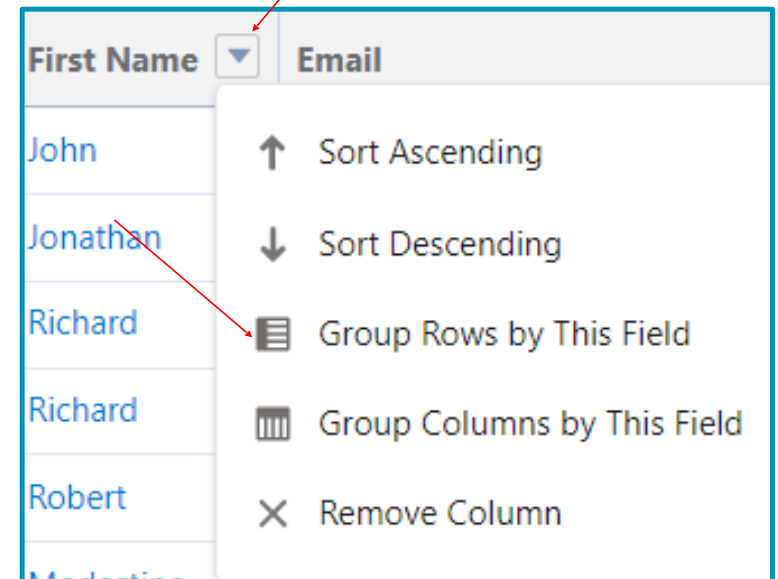 First Name Email
John
Sort Ascending
Jonathan
Sort Descending
Richard
Group Rows by This Field
Richard
Group Columns by This Field
Robert
Remove Column